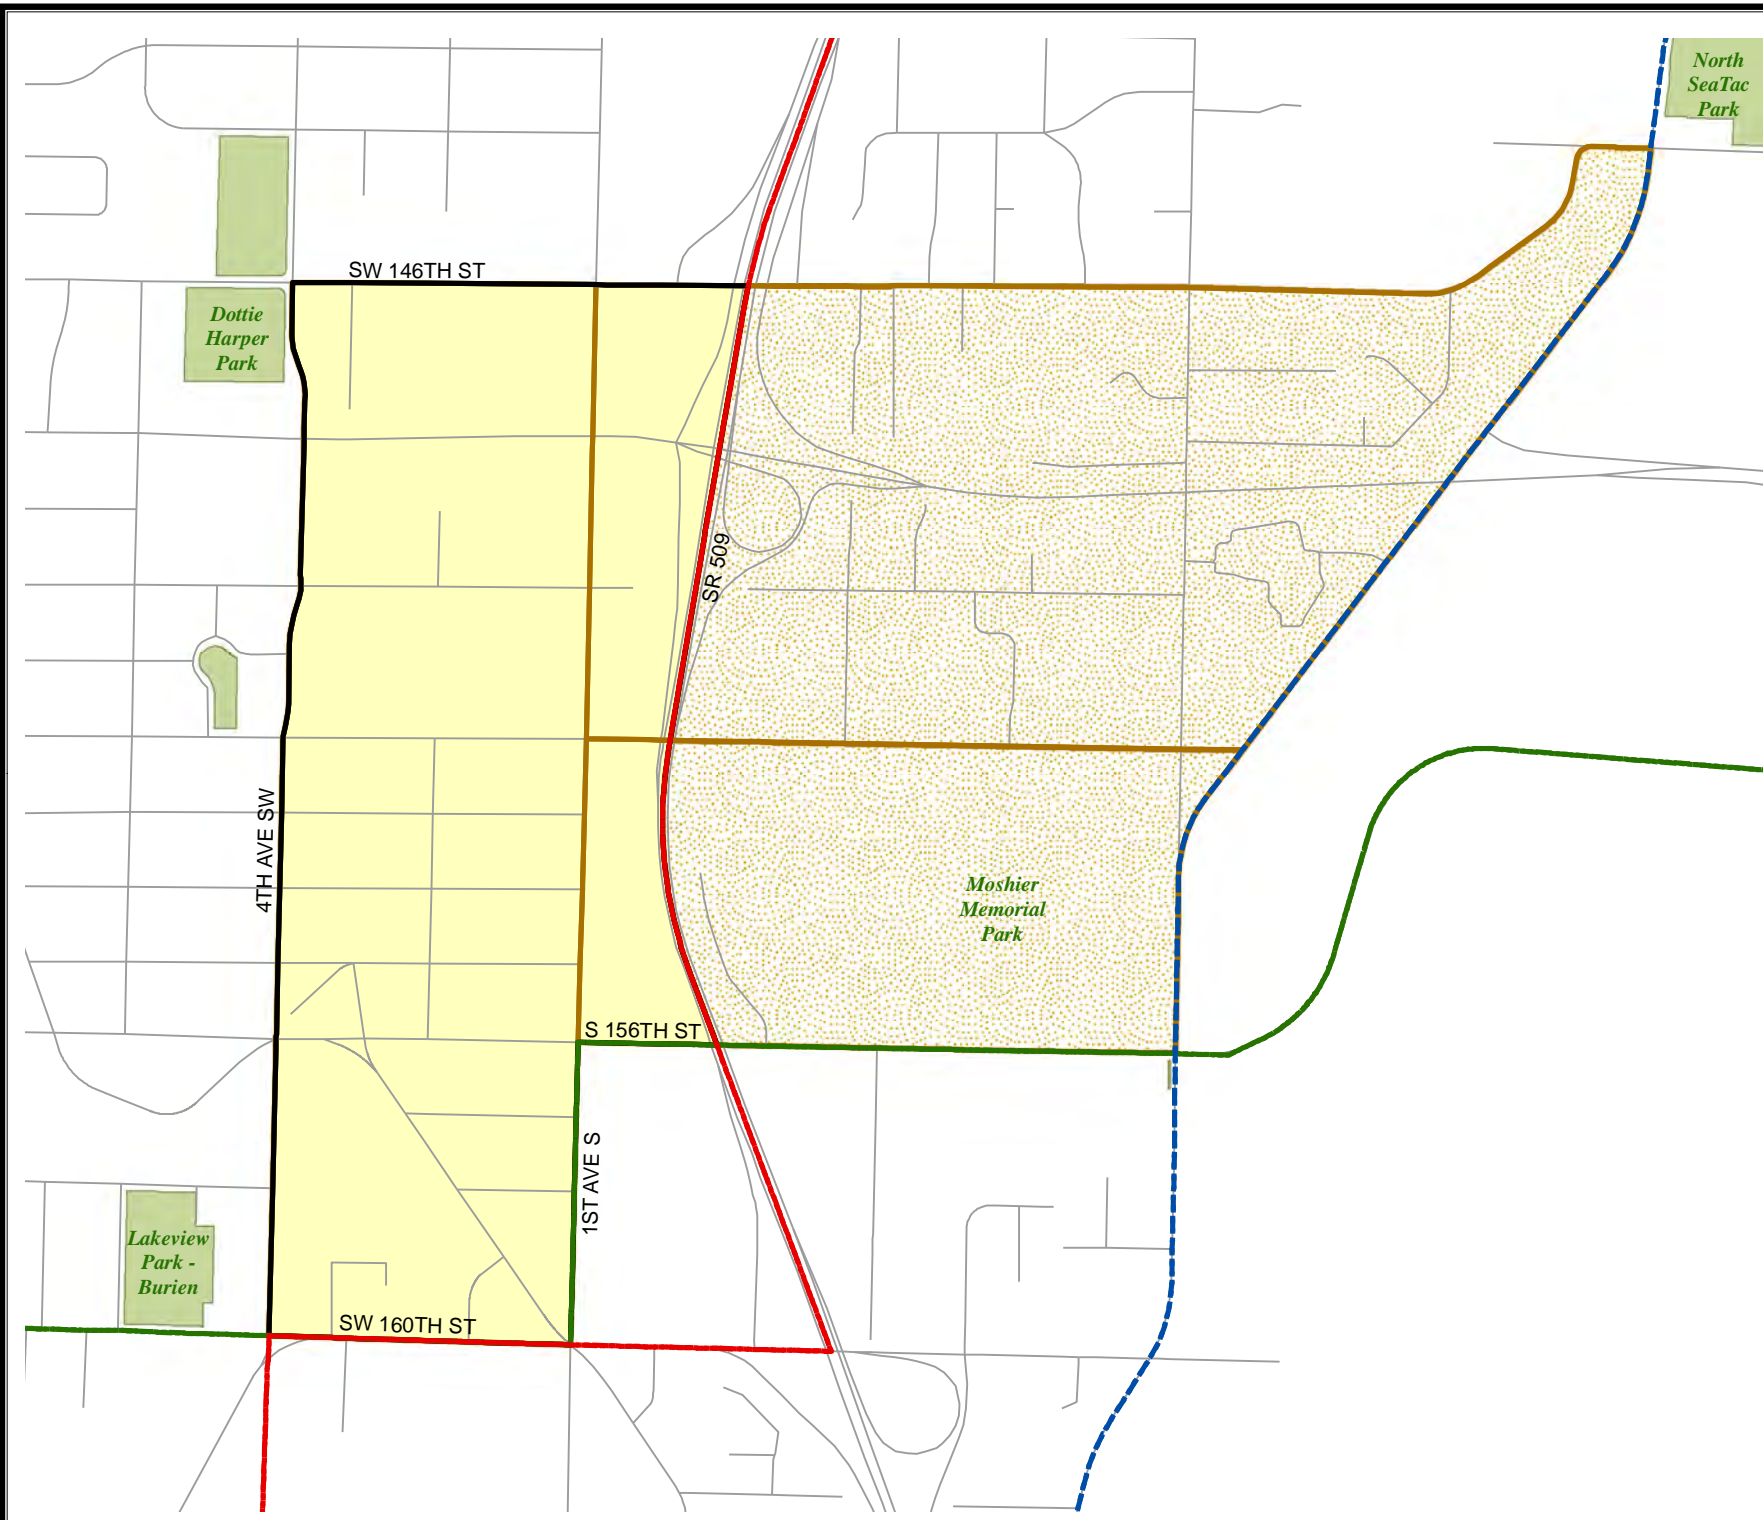 North
SeaTac
Park
SW 146TH ST
Dottie
Harper
Park
SR 509
4TH AVE SW
Moshier
Memorial
Park
S 156TH ST
1ST AVE S
Lakeview
Park -
Burien
SW 160TH ST